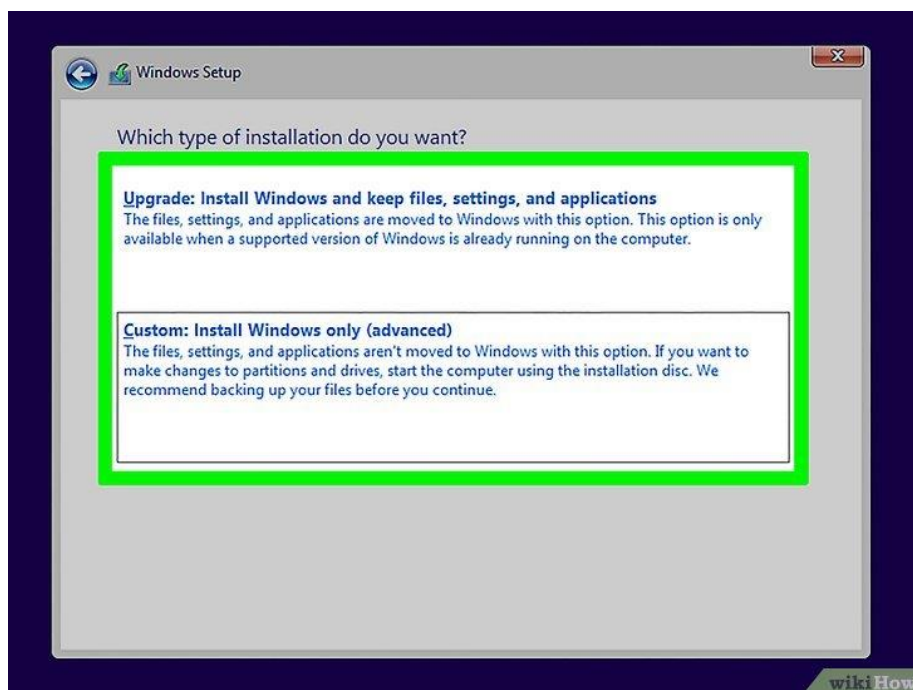 Windows Setup
Which type of installation do you want?
Upgrade: Install Windows and keep files, settings, and applications
The files, settings, and applications are moved to Windows with this option. This option is only
available when a supported version of Windows is already running on the computer.
Custom: Install Windows only (advanced)
The files, settings, and applications aren't moved to Windows with this option. If you want to
make changes to partitions and drives, start the computer using the installation disc. We
recommend backing up your files before you continue.
wikiHow